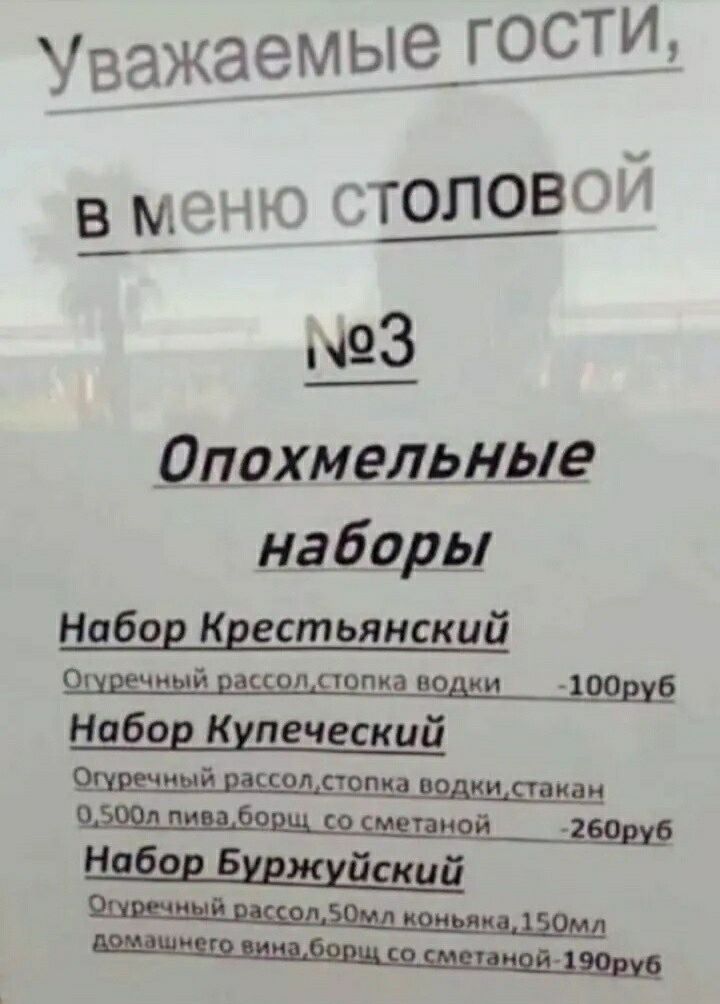 Уважаемые гости,
в меню столовой
№3
Опохмельные
наборы
Набор Крестьянский
Огуречный рассол,стопка водки -100руб
Набор Купеческий
Огуречный рассол,стопка водки,стакан
0,500л пива,борщ со сметаной -260руб
Набор Буржуйский
Огуречный рассол,50мл коньяка,150мл
домашнего вина,борщ со сметаной-190руб